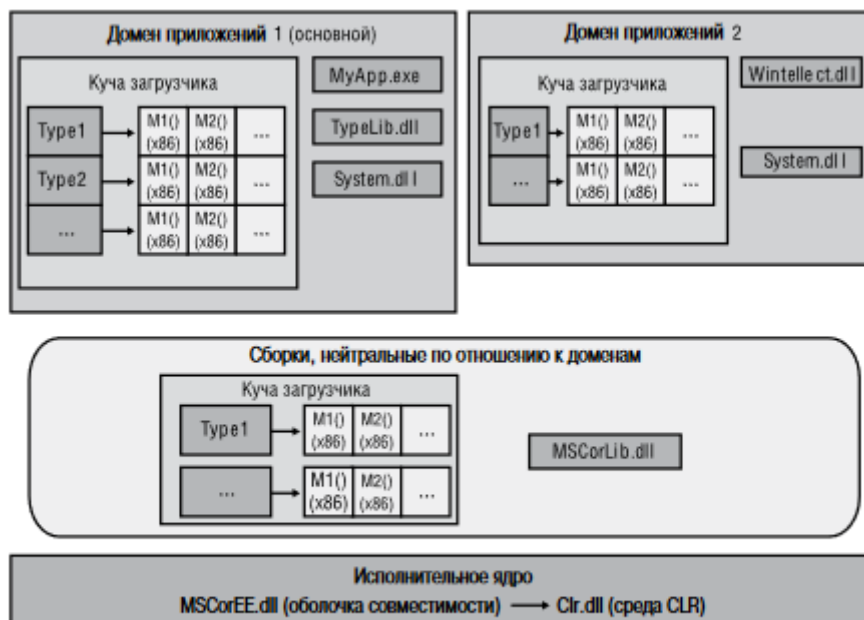 Домен приложений 1 (основной)
Куча загрузчика
Type1
M1()
(x86)
M2()
(x86)
...
Type2
M1()
(x86)
M2()
(x86)
...
...
M1()
(x86)
M2()
(x86)
...
MyApp.exe
TypeLib.dll
System.dll
Домен приложений 2
Куча загрузчика
Type1
M1()
(x86)
M2()
(x86)
...
...
M1()
(x86)
M2()
(x86)
...
Wintellect.dll
System.dll
Сборки, нейтральные по отношению к доменам
Куча загрузчика
Type1
M1()
(x86)
M2()
(x86)
...
...
M1()
(x86)
M2()
(x86)
...
MSCorLib.dll
Исполнительное ядро
MSCorEE.dll (оболочка совместимости) → Clr.dll (среда CLR)